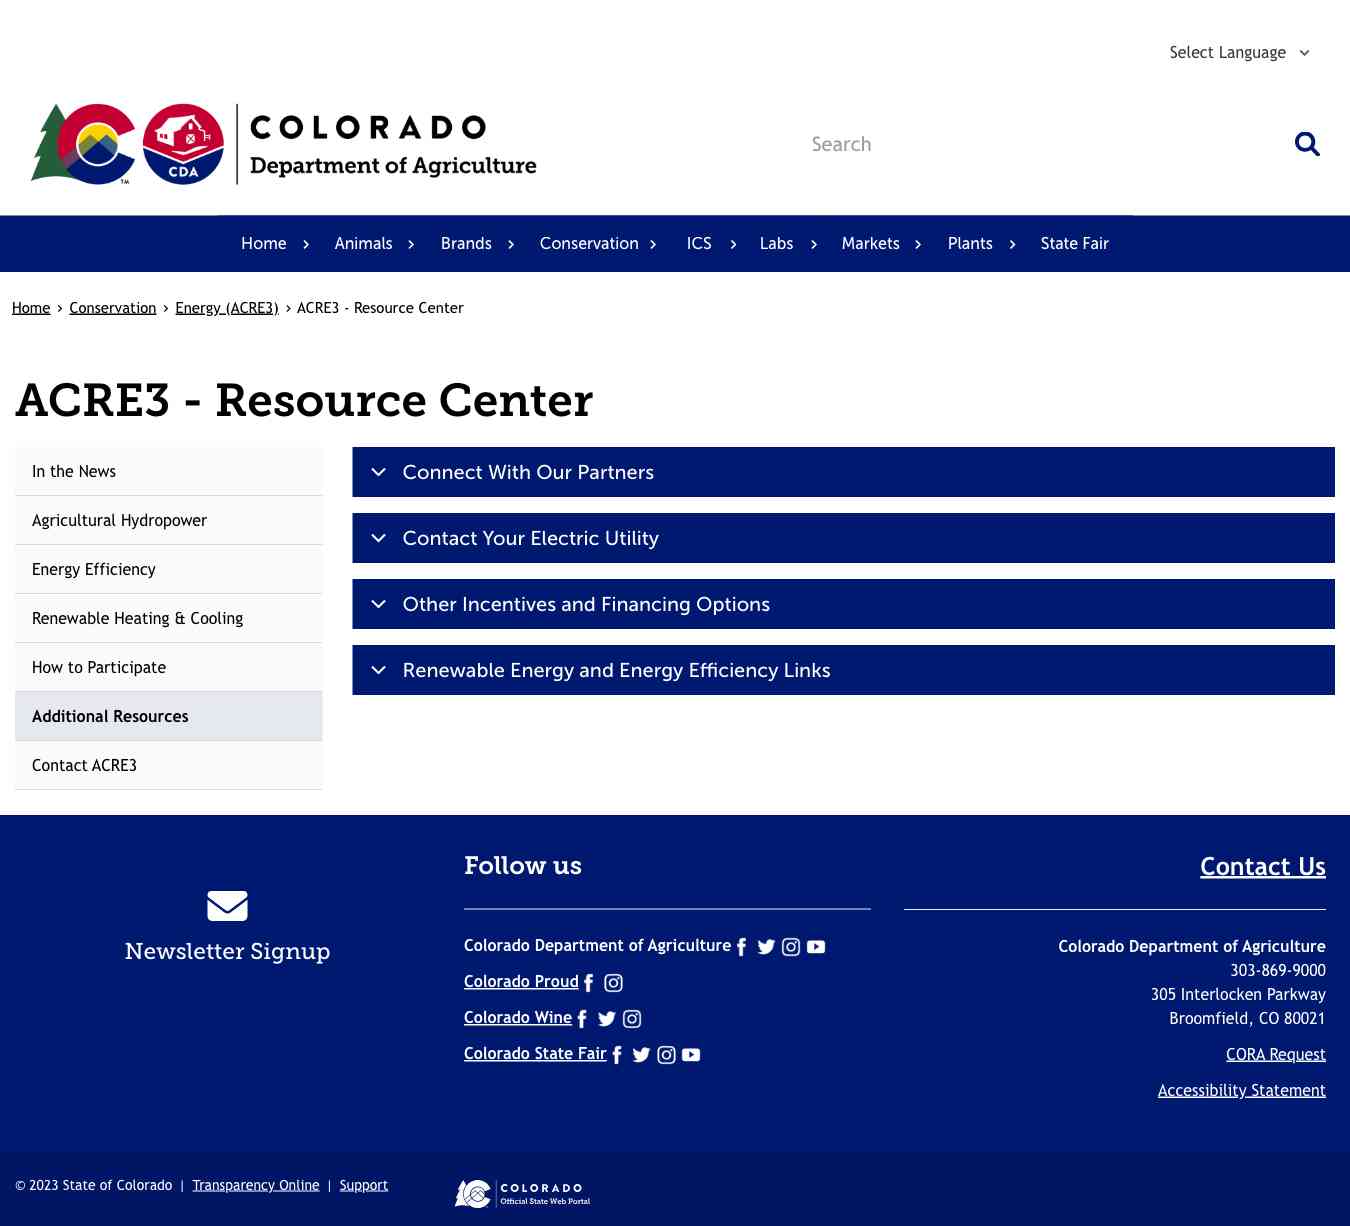 Select Language
CDA
TM
COLORADO
Department of Agriculture
Search
Home Animals Brands Conservation ICS Labs Markets Plants State Fair
Home › Conservation › Energy (ACRE3) › ACRE3 - Resource Center
ACRE3 - Resource Center
In the News
Agricultural Hydropower
Energy Efficiency
Renewable Heating & Cooling
How to Participate
Additional Resources
Contact ACRE3
Connect With Our Partners
Contact Your Electric Utility
Other Incentives and Financing Options
Renewable Energy and Energy Efficiency Links
Newsletter Signup
Follow us
Colorado Department of Agriculture
Colorado Proud
Colorado Wine
Colorado State Fair
Contact Us
Colorado Department of Agriculture
303-869-9000
305 Interlocken Parkway
Broomfield, CO 80021
CORA Request
Accessibility Statement
© 2023 State of Colorado | Transparency Online | Support
COLORADO
Official State Web Portal